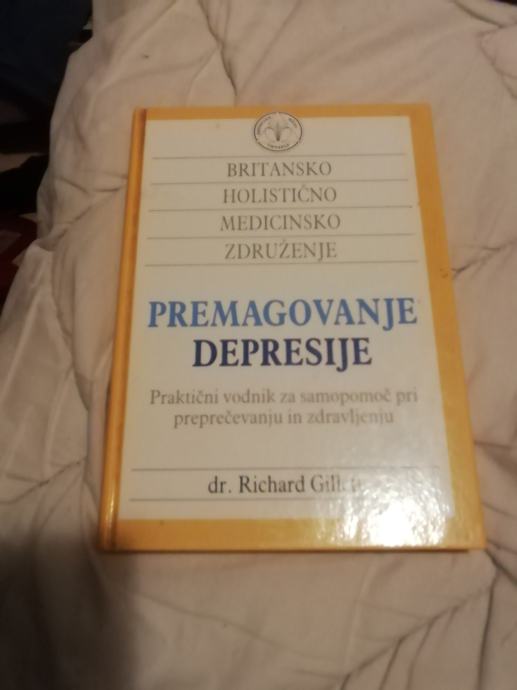 BRITANSKO
HOLISTIČNO
MEDICINSKO
ZDRUŽENJE
PREMAGOVANJE
DEPRESIJE
Praktični vodnik za samopomoč pri
preprečevanju in zdravljenju
dr. Richard